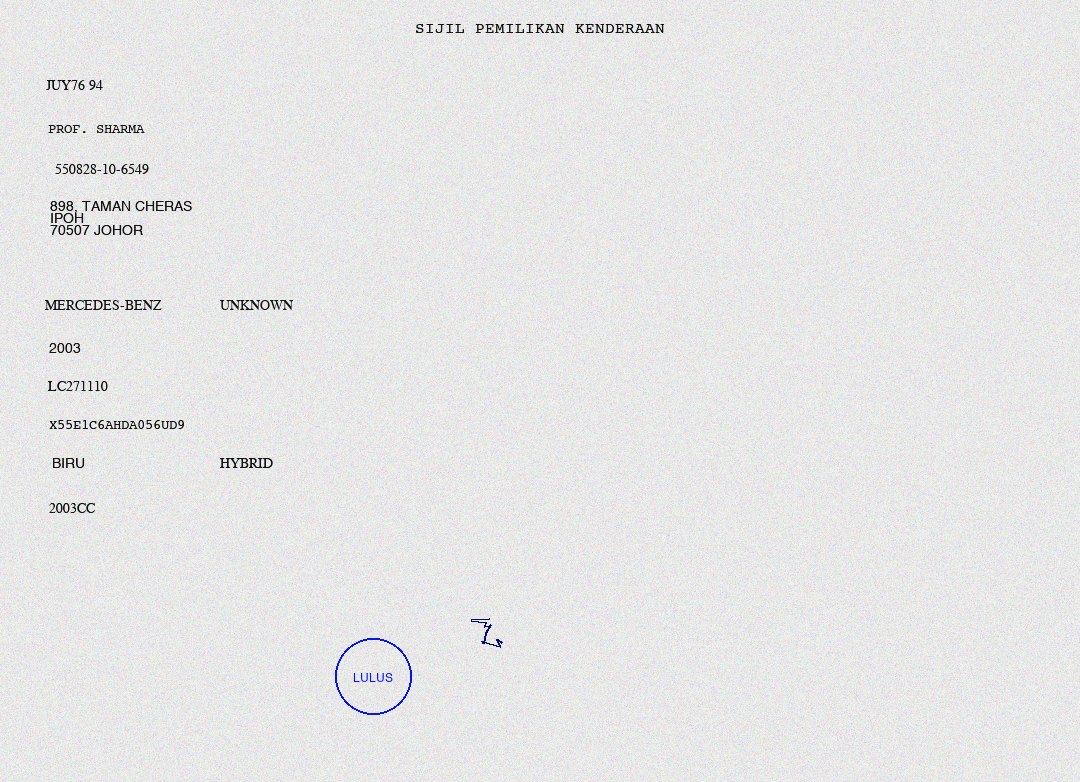 SIJIL PEMILIKAN KENDERAAN
JUY76 94
PROF. SHARMA
550828-10-6549
898, TAMAN CHERAS
IPOH
70507 JOHOR
MERCEDES-BENZ UNKNOWN
2003
LC271110
X55E1C6AHDA056UD9
BIRU HYBRID
2003CC
LULUS